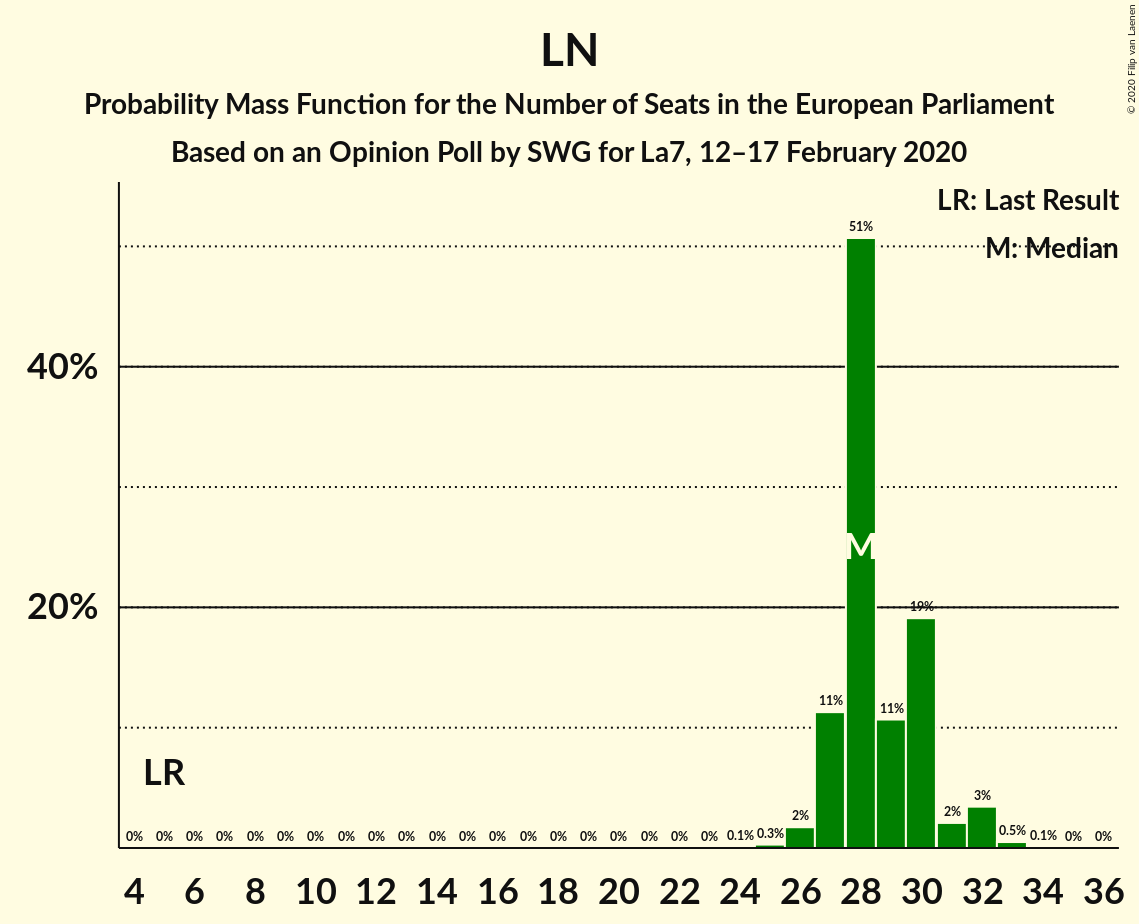 LN
Probability Mass Function for the Number of Seats in the European Parliament
Based on an Opinion Poll by SWG for La7, 12–17 February 2020
© 2020 Filip van Laenen
LR: Last Result
M: Median
51%
40%
M
20%
19%
11%
11%
LR
2%
3%
2%
0% 0% 0% 0% 0% 0% 0% 0% 0% 0% 0% 0% 0% 0% 0% 0% 0% 0% 0% 0% 0.1% 0.3% 0.5% 0.1% 0% 0%
4 6 8 10 12 14 16 18 20 22 24 26 28 30 32 34 36